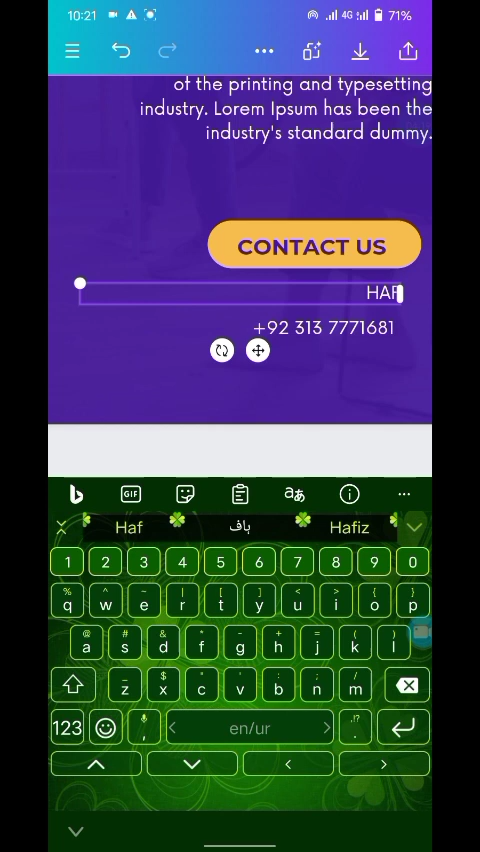 10:21 4G 71%
of the printing and typesetting
industry. Lorem Ipsum has been the
industry's standard dummy.
CONTACT US
HAF
+92 313 7771681
GIF
Haf باف Hafiz
1 2 3 4 5 6 7 8 9 0
% ^ ~ | [ ] < > { }
q w e r t y u i o p
@ # & * - + = ( )
a s d f g h j k l
_ $ " ' : ; /
z x c v b n m
123 , en/ur .
,!?